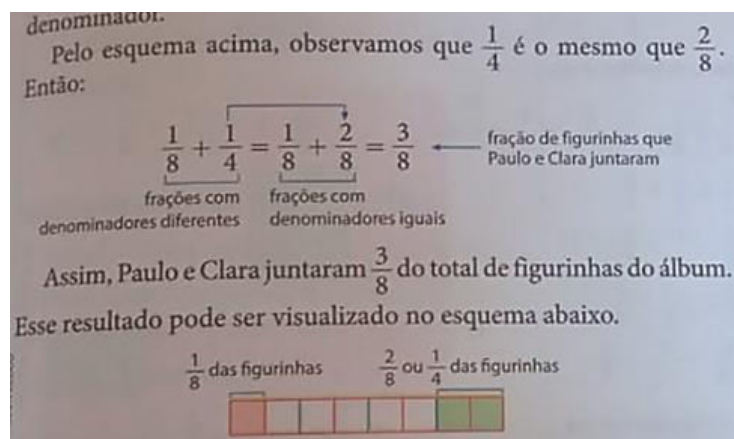 denominador.
Pelo esquema acima, observamos que 1/4 é o mesmo que 2/8.
Então:
1/8 + 1/4 = 1/8 + 2/8 = 3/8
fração de figurinhas que
Paulo e Clara juntaram
frações com
denominadores diferentes
frações com
denominadores iguais
Assim, Paulo e Clara juntaram 3/8 do total de figurinhas do álbum.
Esse resultado pode ser visualizado no esquema abaixo.
1/8 das figurinhas
2/8 ou 1/4 das figurinhas